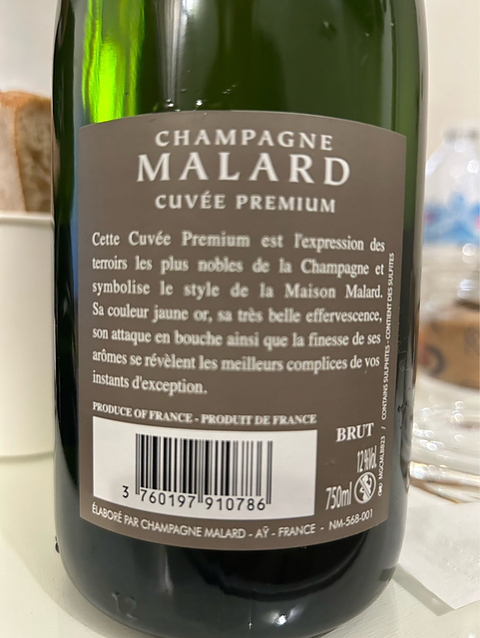 CHAMPAGNE
MALARD
CUVÉE PREMIUM
Cette Cuvée Premium est l'expression des
terroirs les plus nobles de la Champagne et
symbolise le style de la Maison Malard.
Sa couleur jaune or, sa très belle effervescence,
son attaque en bouche ainsi que la finesse de ses
arômes se révèlent les meilleurs complices de vos
instants d'exception.
PRODUCE OF FRANCE - PRODUIT DE FRANCE
BRUT
12%Vol.
750ml
3 760197 910786
ÉLABORÉ PAR CHAMPAGNE MALARD - AŸ - FRANCE - NM-568-001
/ CONTAINS SULPHITES - CONTIENT DES SULFITES